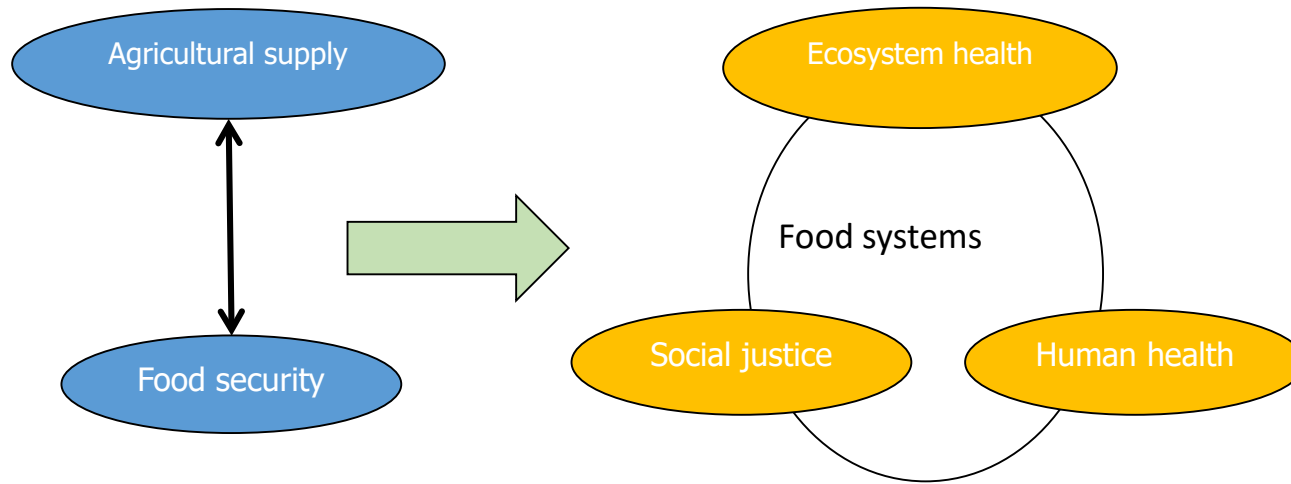 Agricultural supply
Food security
Ecosystem health
Food systems
Social justice
Human health